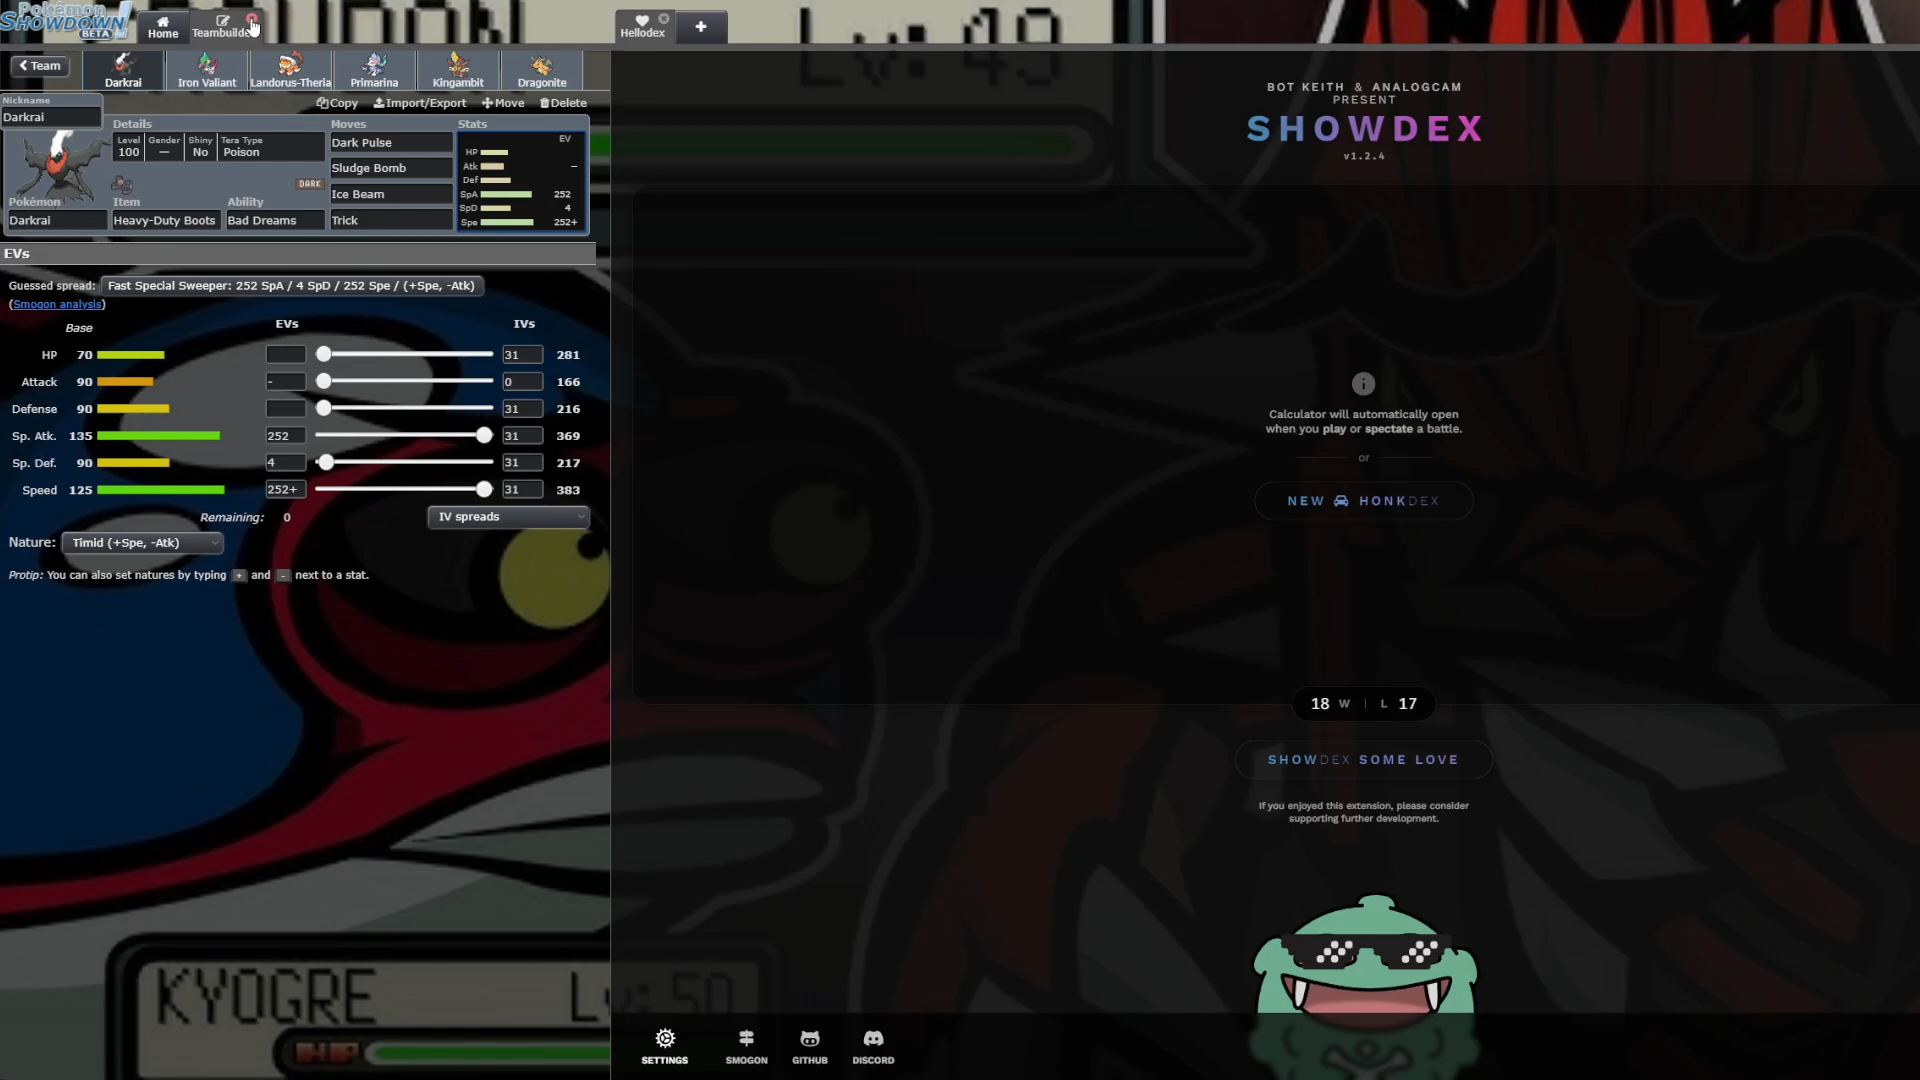 Pokémon
SHOWDOWN!
BETA
Home
Teambuilde
Hellodex
+
Lv: 49
Team
Darkrai
Iron Valiant
Landorus-Theria
Primarina
Kingambit
Dragonite
Copy
Import/Export
Move
Delete
Nickname
Darkrai
Details
Level
100
Gender
—
Shiny
No
Tera Type
Poison
DARK
Pokémon
Darkrai
Item
Heavy-Duty Boots
Ability
Bad Dreams
Moves
Dark Pulse
Sludge Bomb
Ice Beam
Trick
Stats
EV
HP
Atk –
Def
SpA 252
SpD 4
Spe 252+
EVs
Guessed spread: Fast Special Sweeper: 252 SpA / 4 SpD / 252 Spe / (+Spe, -Atk)
(Smogon analysis)
Base EVs IVs
HP 70 31 281
Attack 90 - 0 166
Defense 90 31 216
Sp. Atk. 135 252 31 369
Sp. Def. 90 4 31 217
Speed 125 252+ 31 383
Remaining: 0
IV spreads
Nature: Timid (+Spe, -Atk)
Protip: You can also set natures by typing + and - next to a stat.
KYOGRE Lv: 50
HP
BOT KEITH & ANALOGCAM
PRESENT
SHOWDEX
v1.2.4
Calculator will automatically open
when you play or spectate a battle.
or
NEW HONKDEX
18 W | L 17
SHOWDEX SOME LOVE
If you enjoyed this extension, please consider
supporting further development.
SETTINGS
SMOGON
GITHUB
DISCORD